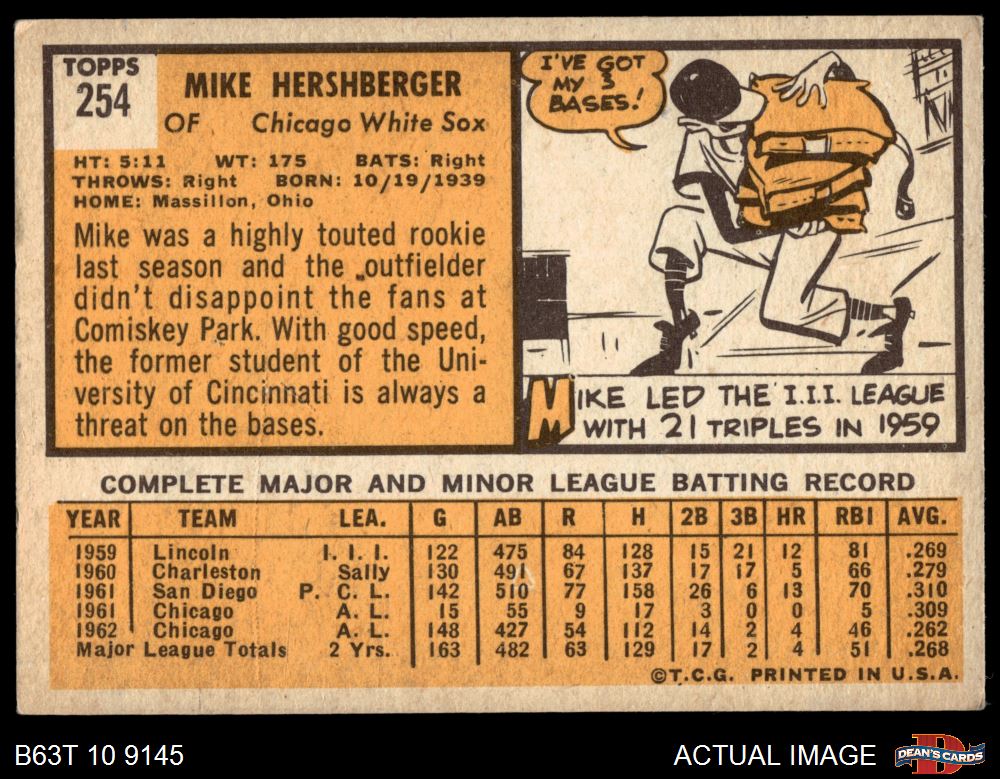 TOPPS
254
MIKE HERSHBERGER
OF Chicago White Sox
HT: 5:11 WT: 175 BATS: Right
THROWS: Right BORN: 10/19/1939
HOME: Massillon, Ohio
Mike was a highly touted rookie
last season and the outfielder
didn't disappoint the fans at
Comiskey Park. With good speed,
the former student of the Uni-
versity of Cincinnati is always a
threat on the bases.
I'VE GOT
MY 3
BASES!
MIKE LED THE I.I.I. LEAGUE
WITH 21 TRIPLES IN 1959
COMPLETE MAJOR AND MINOR LEAGUE BATTING RECORD
YEAR TEAM LEA. G AB R H 2B 3B HR RBI AVG.
1959 Lincoln I. I. I. 122 475 84 128 15 21 12 81 .269
1960 Charleston Sally 130 491 67 137 17 17 5 66 .279
1961 San Diego P. C. L. 142 510 77 158 26 6 13 70 .310
1961 Chicago A. L. 15 55 9 17 3 0 0 5 .309
1962 Chicago A. L. 148 427 54 112 14 2 4 46 .262
Major League Totals 2 Yrs. 163 482 63 129 17 2 4 51 .268
©T.C.G. PRINTED IN U.S.A.
B63T 10 9145
ACTUAL IMAGE
DEAN'S CARDS